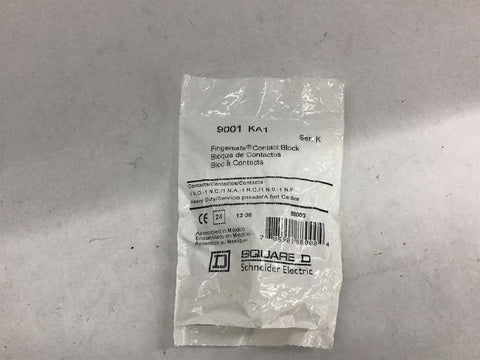 9001 KA1
Ser. K
Fingersafe® Contact Block
Bloque de Contactos
Bloc à Contacts
Contacts/Contactos/Contacts
1 N.O.-1 N.C./1 N.A.-1 N.C./1 N.O.-1 N.F.
Heavy Duty/Servicio pesado/A fort Calibre
CE 24 12 08
Assembled in Mexico
Ensamblado en Mexico
Assemblé au Mexique
SQUARE D
Schneider Electric